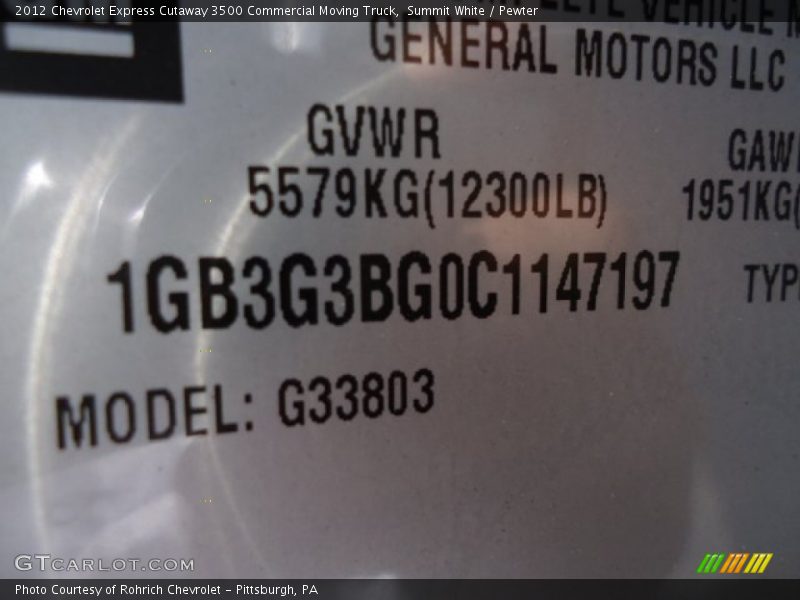 2012 Chevrolet Express Cutaway 3500 Commercial Moving Truck, Summit White / Pewter
VEHICLE
GENERAL MOTORS LLC
GVWR
5579KG(12300LB)
1951KG(
1GB3G3BG0C1147197
MODEL: G33803
GTCARLOT.COM
Photo Courtesy of Rohrich Chevrolet – Pittsburgh, PA